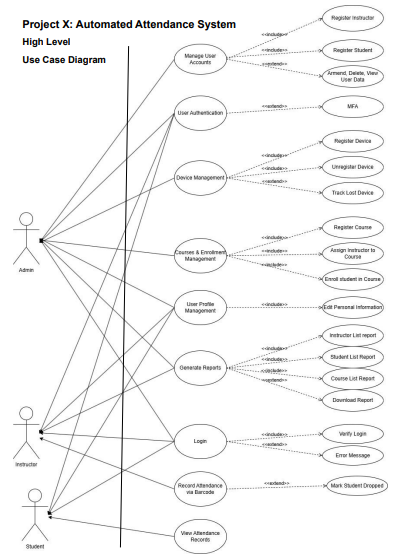 Project X: Automated Attendance System
High Level
Use Case Diagram
Manage User
Accounts
<<include>>
Register Instructor
<<include>>
Register Student
<<extend>>
Armend, Delete, View
User Data
User Authentication
<<extend>>
MFA
Device Management
<<include>>
Register Device
<<include>>
Unregister Device
<<extend>>
Track Lost Device
Admin
Courses & Enrollment
Management
<<include>>
Register Course
<<include>>
Assign Instructor to
Course
<<include>>
Enroll student in Course
User Profile
Management
<<include>>
Edit Personal Information
Generate Reports
<<include>>
Instructor List report
<<include>>
Student List Report
<<include>>
Course List Report
<<extend>>
Download Report
Instructor
Login
<<include>>
Verify Login
<<extend>>
Error Message
Record Attendance
via Barcode
<<extend>>
Mark Student Dropped
Student
View Attendance
Records